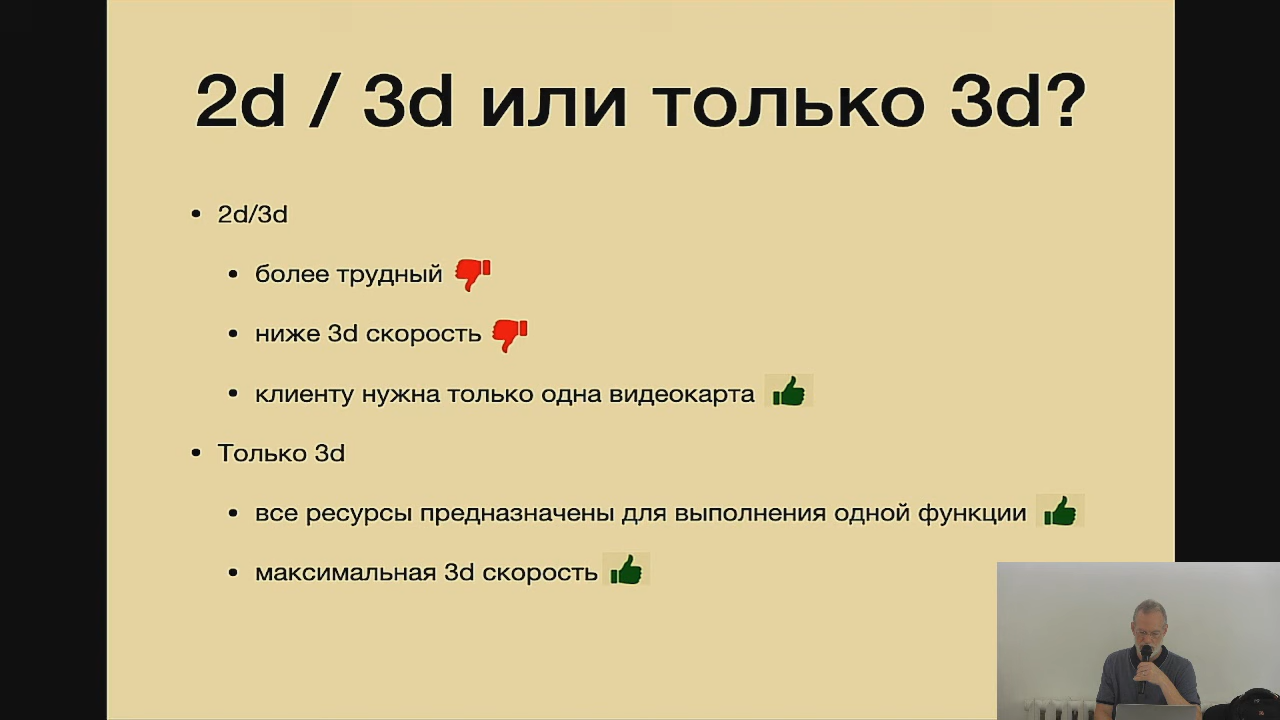 2d / 3d или только 3d?
• 2d/3d
• более трудный
• ниже 3d скорость
• клиенту нужна только одна видеокарта
• Только 3d
• все ресурсы предназначены для выполнения одной функции
• максимальная 3d скорость